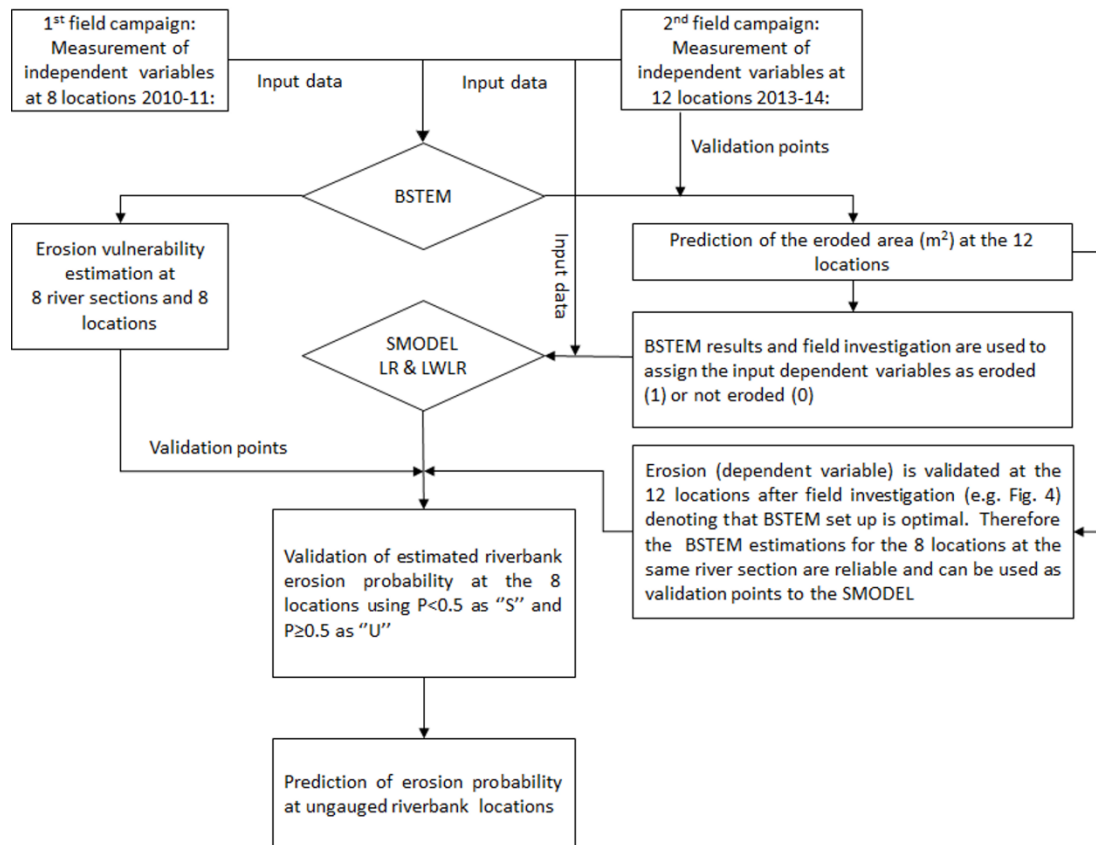 1st field campaign:
Measurement of
independent variables
at 8 locations 2010-11:
2nd field campaign:
Measurement of
independent variables at
12 locations 2013-14:
Input data
Input data
Validation points
BSTEM
Input data
Erosion vulnerability
estimation at
8 river sections and 8
locations
Prediction of the eroded area (m2) at the 12
locations
SMODEL
LR & LWLR
BSTEM results and field investigation are used to
assign the input dependent variables as eroded
(1) or not eroded (0)
Validation points
Erosion (dependent variable) is validated at the
12 locations after field investigation (e.g. Fig. 4)
denoting that BSTEM set up is optimal. Therefore
the BSTEM estimations for the 8 locations at the
same river section are reliable and can be used as
validation points to the SMODEL
Validation of estimated riverbank
erosion probability at the 8
locations using P<0.5 as ‘’S’’ and
P≥0.5 as ‘’U’’
Prediction of erosion probability
at ungauged riverbank locations